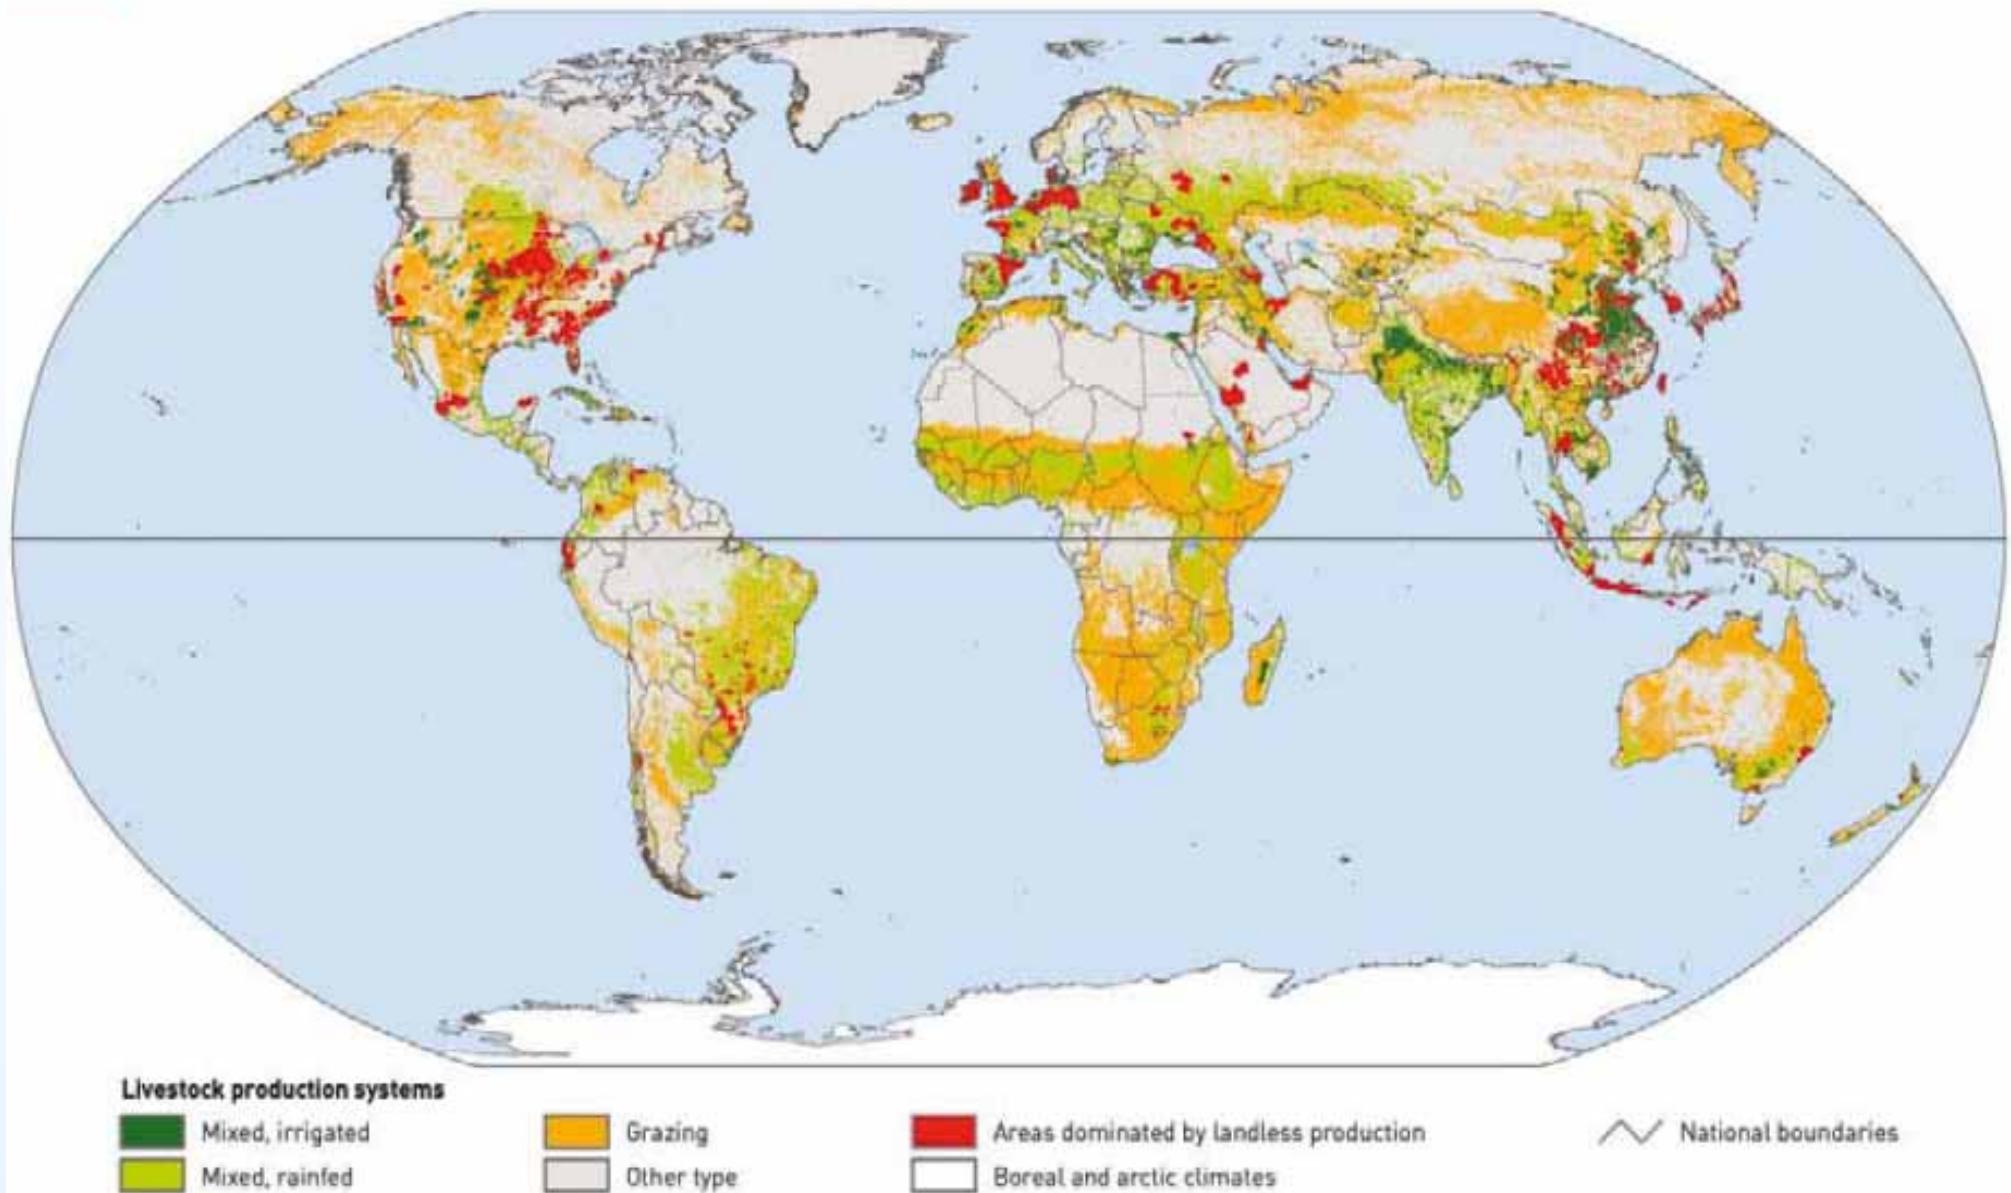 Livestock production systems
Mixed, irrigated
Grazing
Areas dominated by landless production
National boundaries
Mixed, rainfed
Other type
Boreal and arctic climates